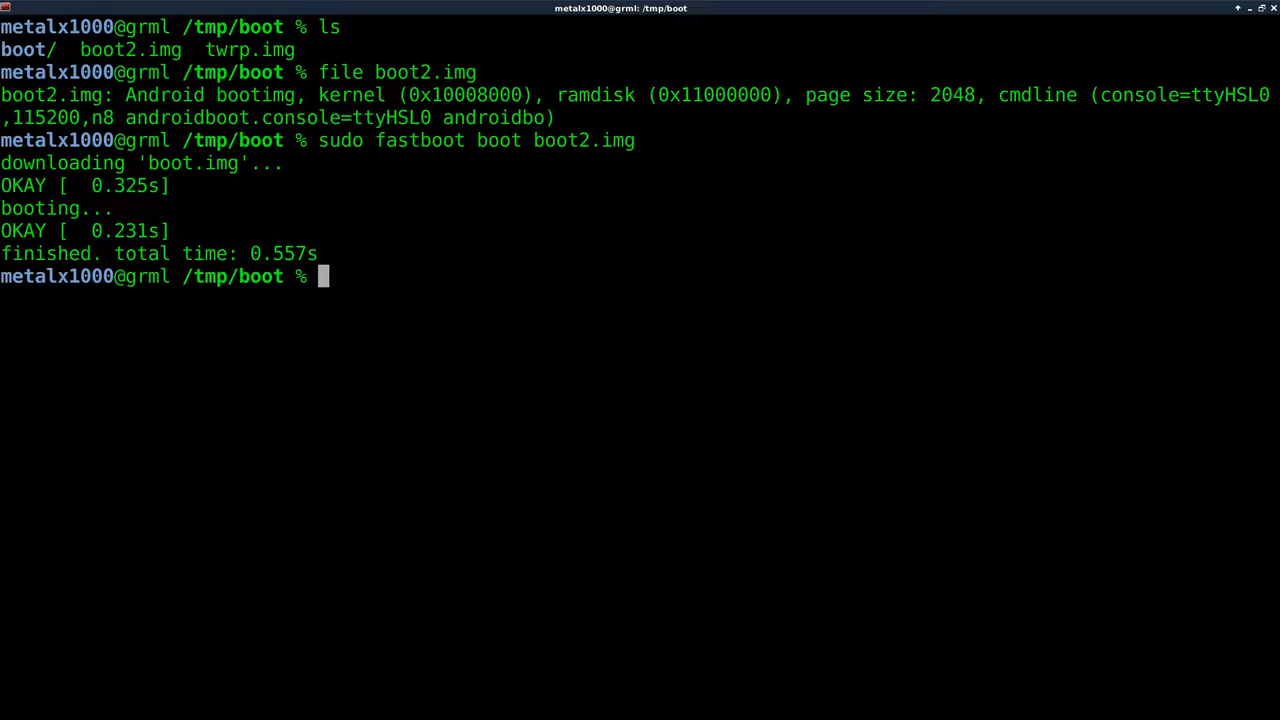 metalx1000@grml: /tmp/boot
metalx1000@grml /tmp/boot % ls
boot/  boot2.img  twrp.img
metalx1000@grml /tmp/boot % file boot2.img
boot2.img: Android bootimg, kernel (0x10008000), ramdisk (0x11000000), page size: 2048, cmdline (console=ttyHSL0
,115200,n8 androidboot.console=ttyHSL0 androidbo)
metalx1000@grml /tmp/boot % sudo fastboot boot boot2.img
downloading 'boot.img'...
OKAY [  0.325s]
booting...
OKAY [  0.231s]
finished. total time: 0.557s
metalx1000@grml /tmp/boot %